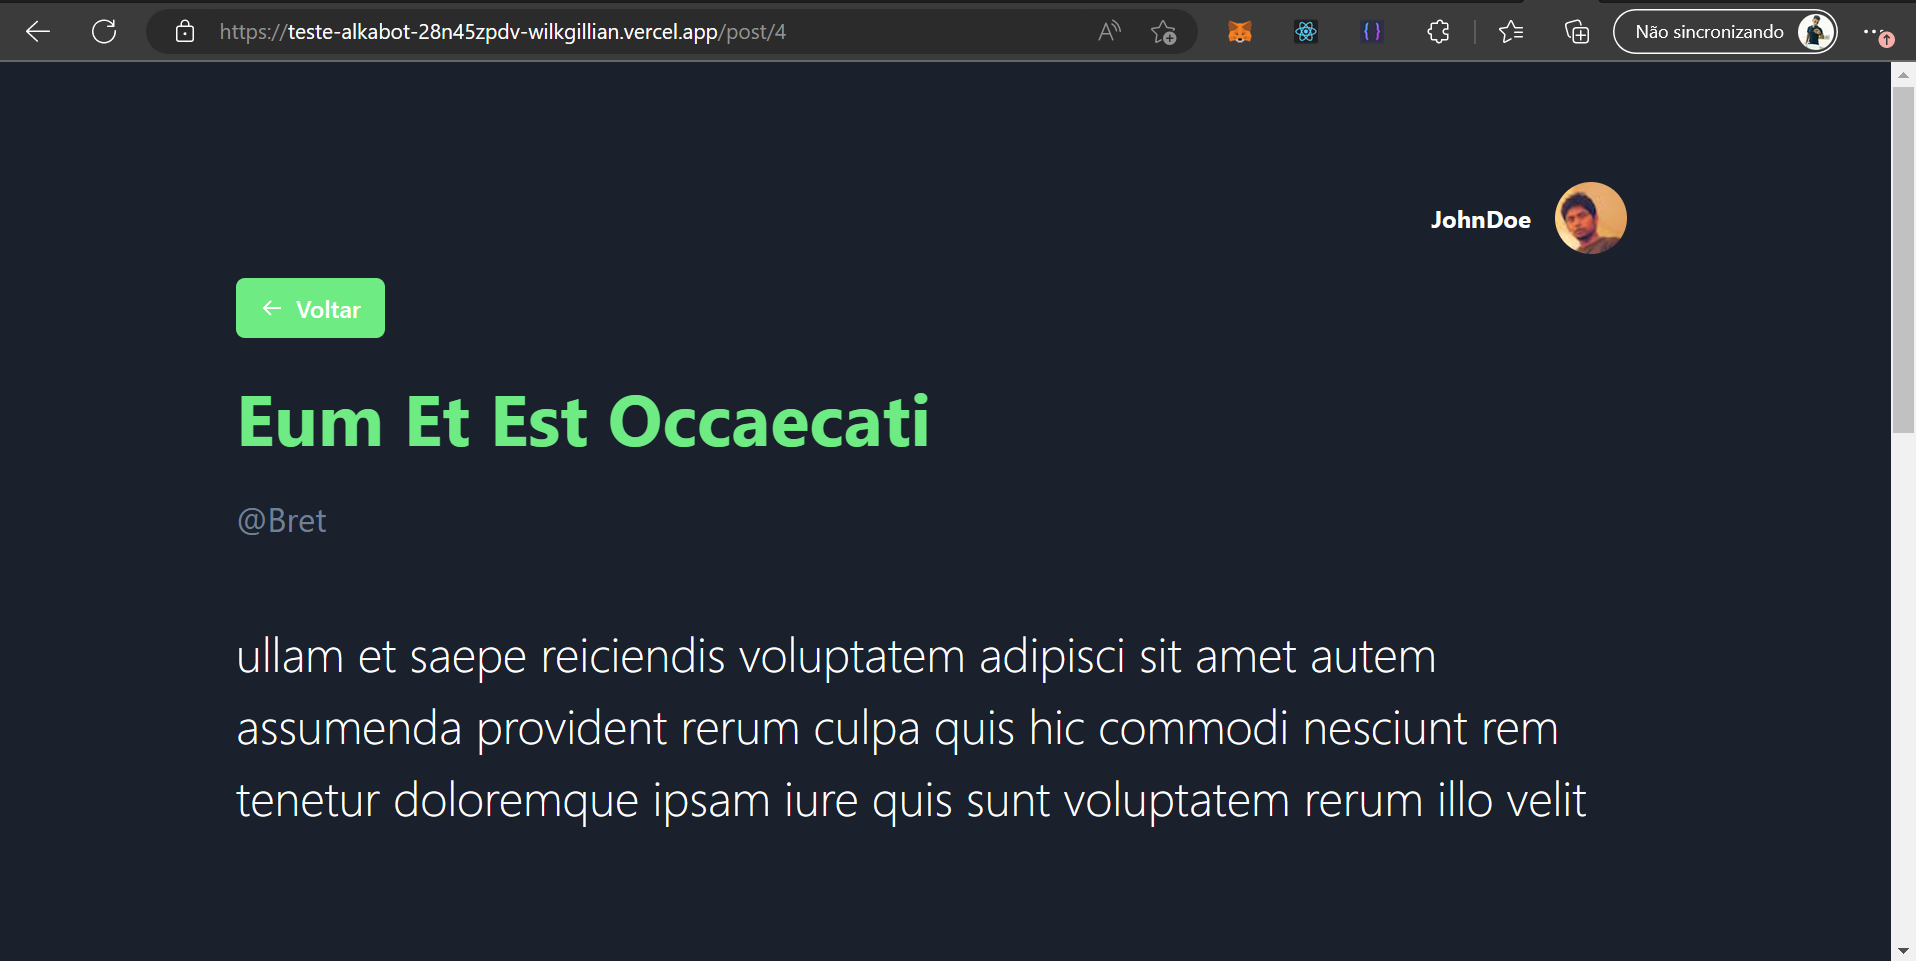 https://teste-alkabot-28n45zpdv-wilkgillian.vercel.app/post/4
Não sincronizando
JohnDoe
Voltar
Eum Et Est Occaecati
@Bret
ullam et saepe reiciendis voluptatem adipisci sit amet autem
assumenda provident rerum culpa quis hic commodi nesciunt rem
tenetur doloremque ipsam iure quis sunt voluptatem rerum illo velit